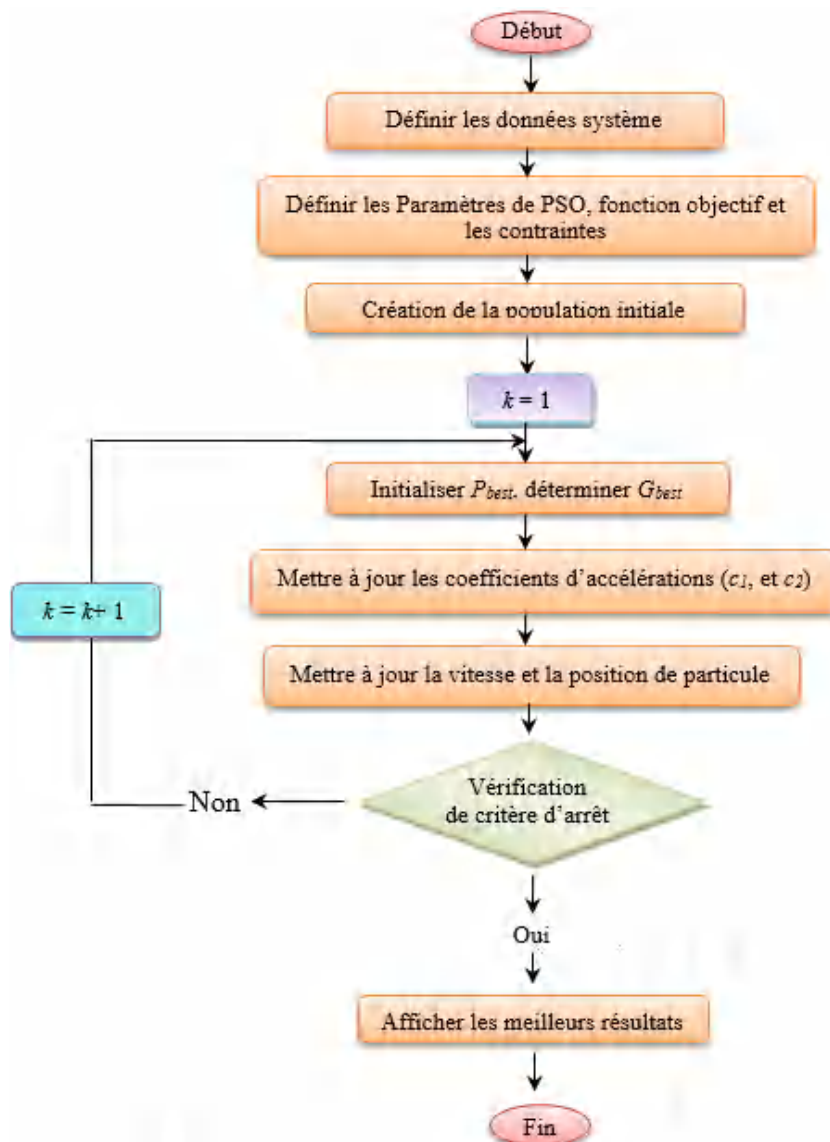 Début
Définir les données système
Définir les Paramètres de PSO, fonction objectif et
les contraintes
Création de la population initiale
k = 1
Initialiser Pbest. déterminer Gbest
Mettre à jour les coefficients d'accélérations (c1, et c2)
k = k+ 1
Mettre à jour la vitesse et la position de particule
Vérification
de critère d'arrêt
Non
Oui
Afficher les meilleurs résultats
Fin